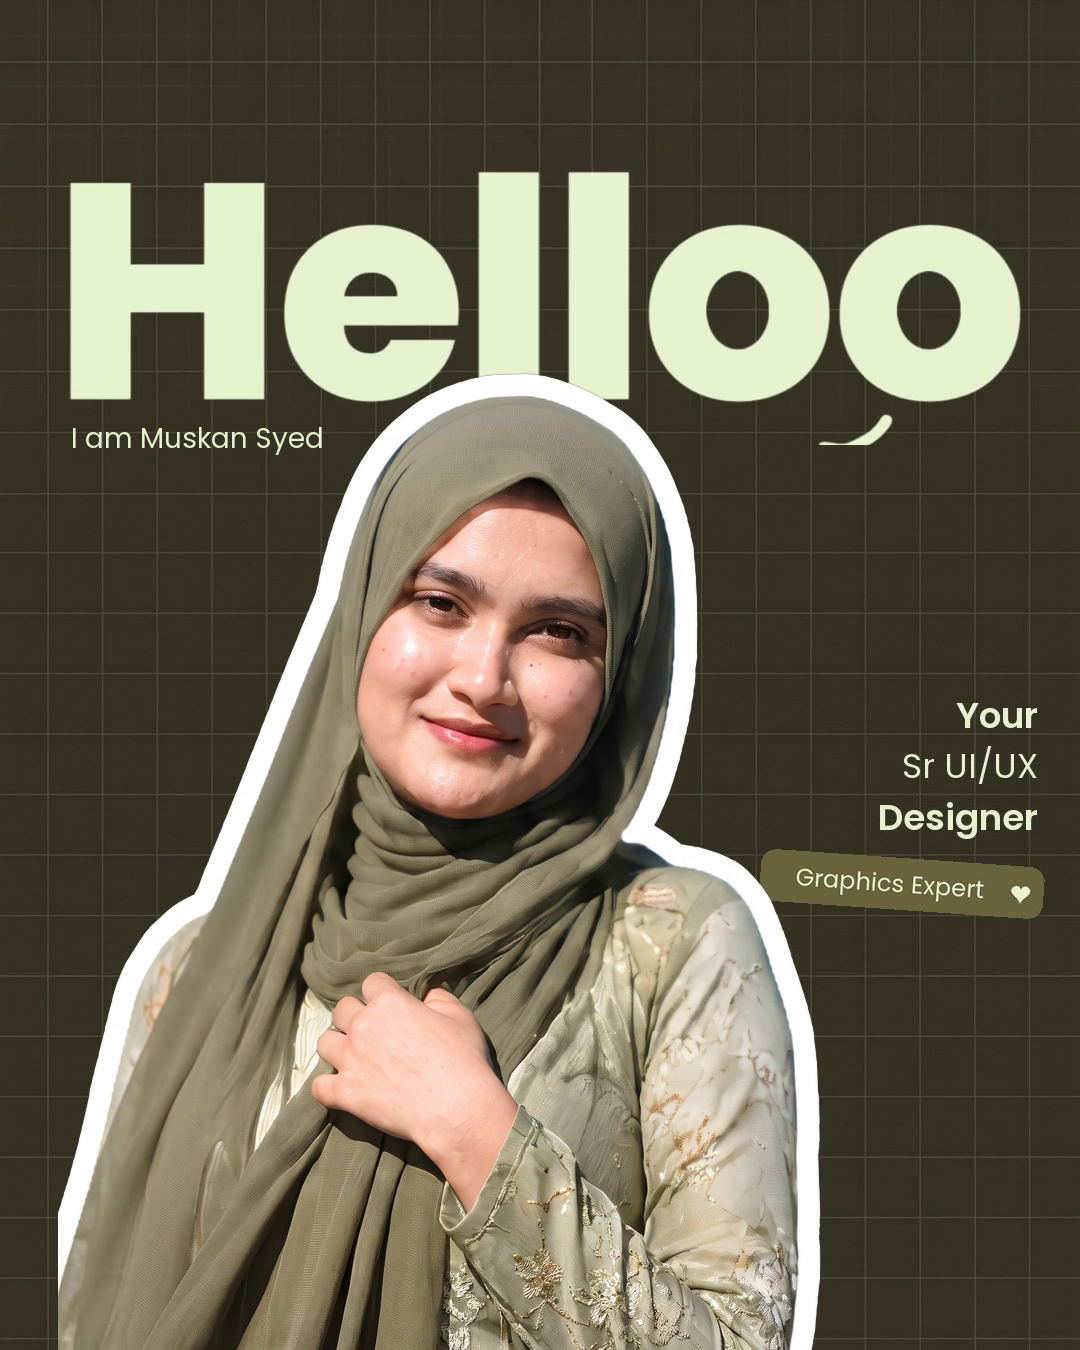 Helloo
I am Muskan Syed
Your
Sr UI/UX
Designer
Graphics Expert